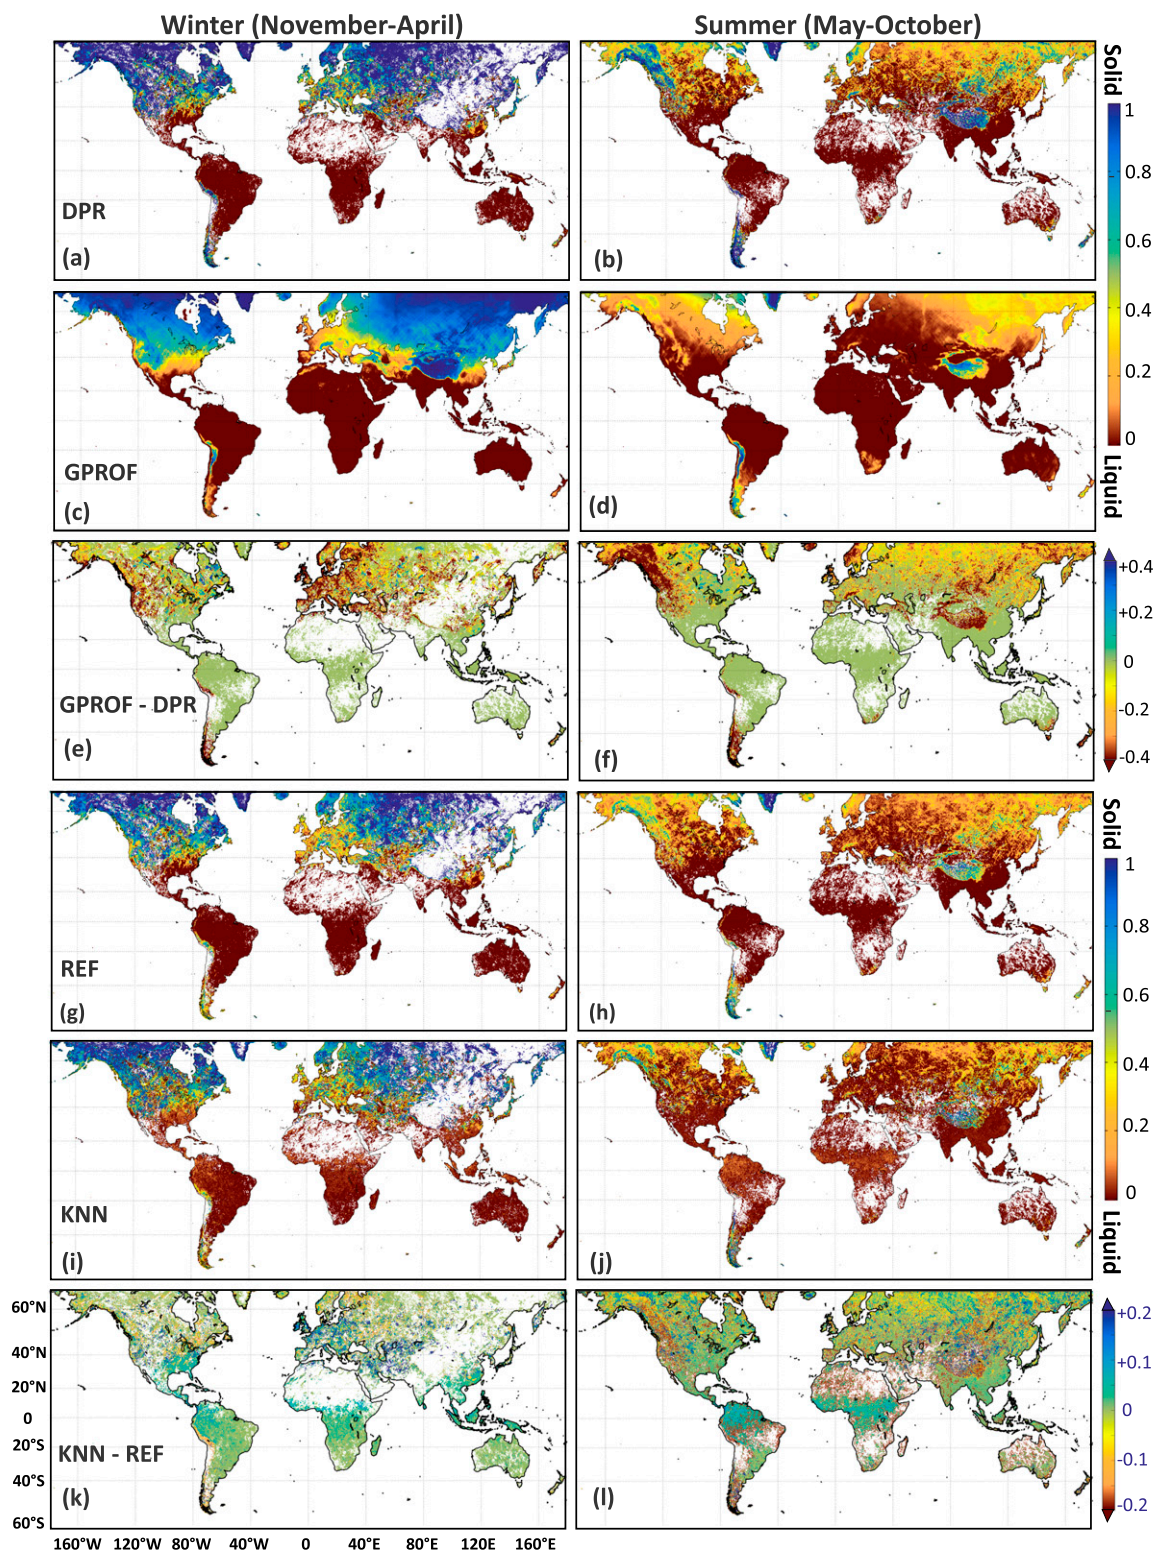 Winter (November-April)
Summer (May-October)
DPR
(a)
(b)
Solid
1
0.8
0.6
0.4
0.2
0
Liquid
GPROF
(c)
(d)
GPROF - DPR
(e)
(f)
+0.4
+0.2
0
-0.2
-0.4
REF
(g)
(h)
Solid
1
0.8
0.6
0.4
0.2
0
Liquid
KNN
(i)
(j)
60°N
40°N
20°N
0
20°S
40°S
60°S
KNN - REF
(k)
(l)
+0.2
+0.1
0
-0.1
-0.2
160°W 120°W 80°W 40°W 0 40°E 80°E 120E 160°E